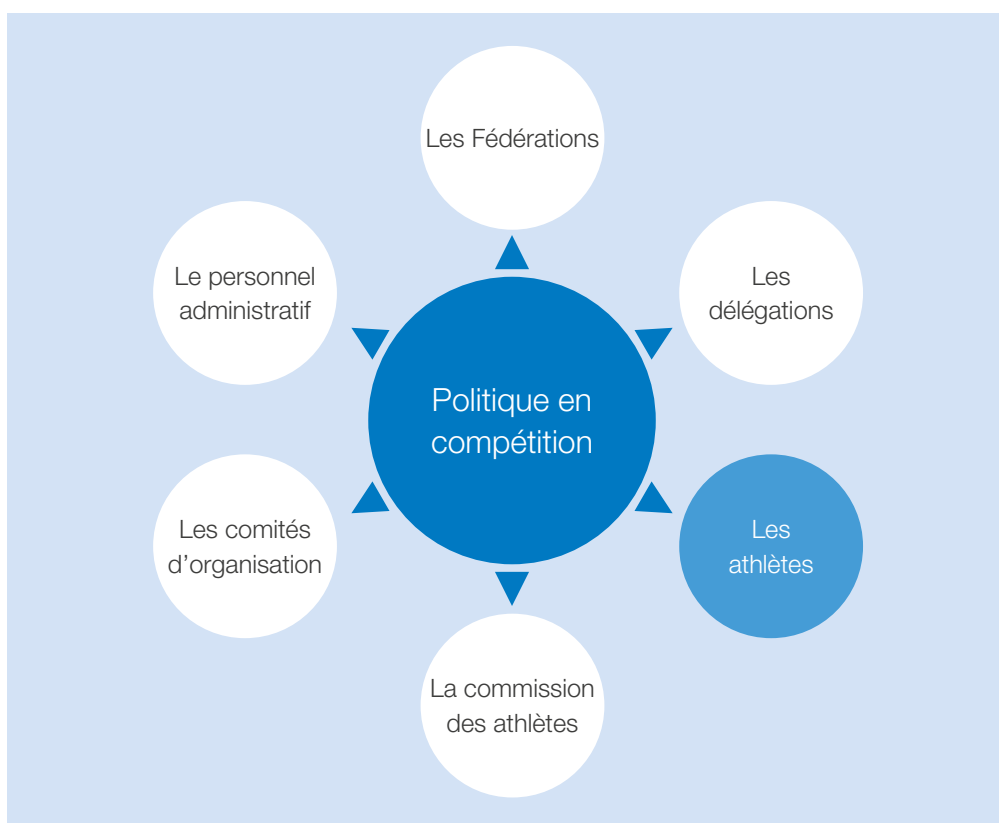 Les Fédérations
Le personnel
administratif
Les
délégations
Politique en
compétition
Les comités
d'organisation
Les
athlètes
La commission
des athlètes